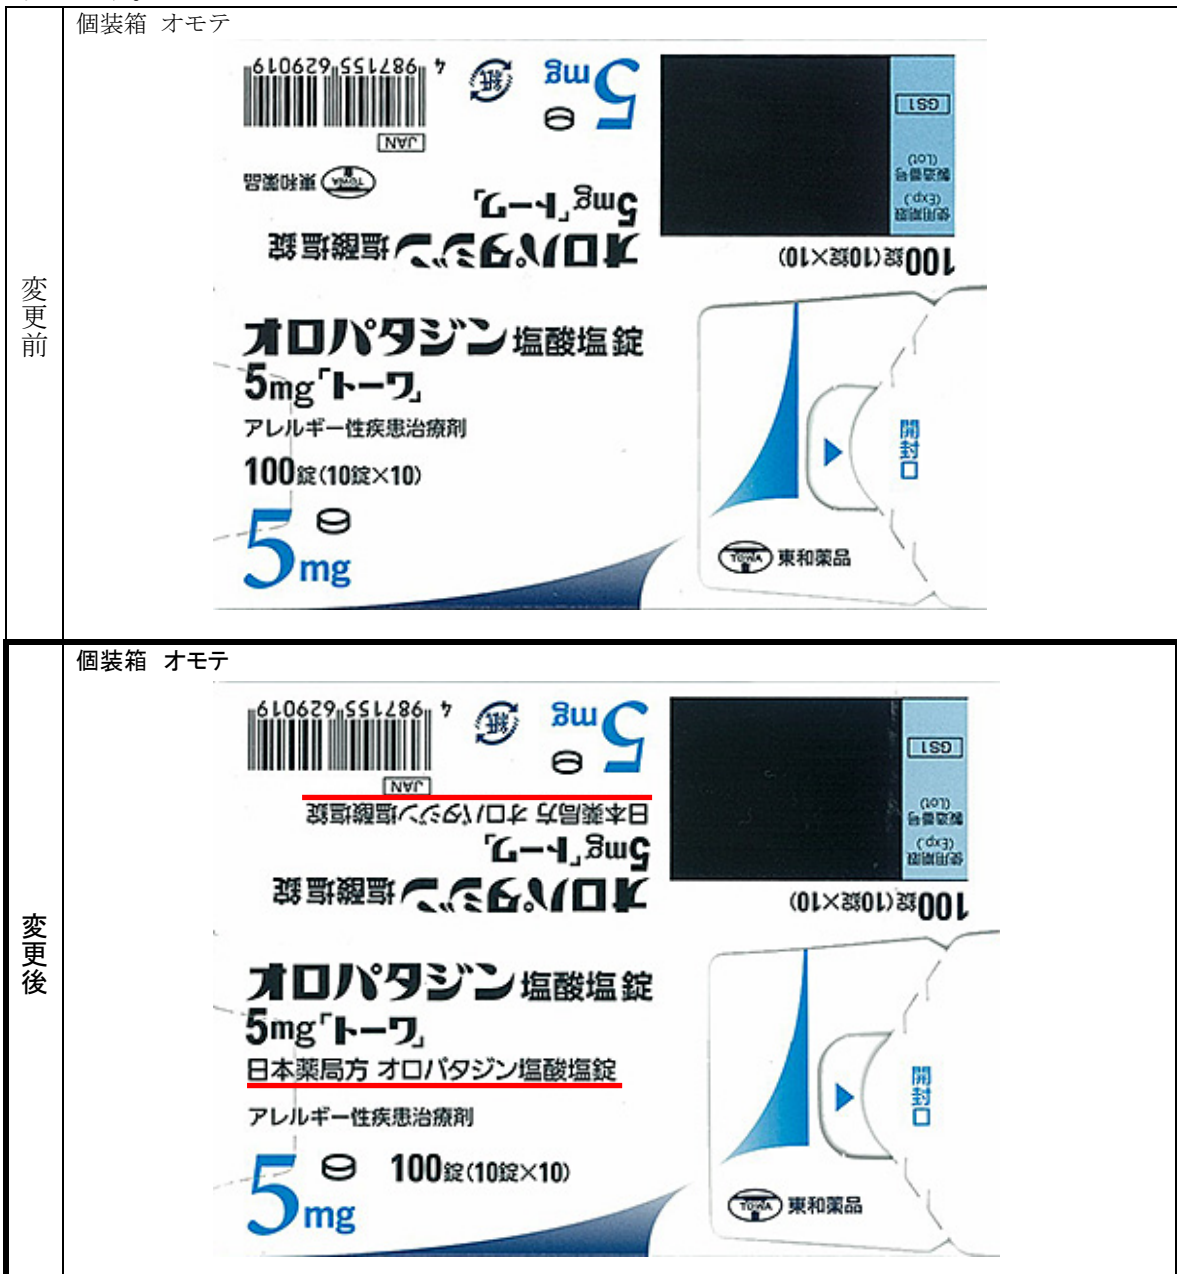 変更前
個装箱 オモテ
4 987155 629019
紙
5mg
GS1
JAN
製造番号
(Lot)
使用期限
(Exp.)
TOWA 東和薬品
5mg「トーワ」
オロパタジン塩酸塩錠
100錠(10錠×10)
オロパタジン塩酸塩錠
5mg「トーワ」
アレルギー性疾患治療剤
100錠(10錠×10)
5mg
開封口
TOWA 東和薬品
変更後
個装箱 オモテ
4 987155 629019
紙
5mg
GS1
JAN
製造番号
(Lot)
使用期限
(Exp.)
日本薬局方 オロパタジン塩酸塩錠
5mg「トーワ」
オロパタジン塩酸塩錠
100錠(10錠×10)
オロパタジン塩酸塩錠
5mg「トーワ」
日本薬局方 オロパタジン塩酸塩錠
アレルギー性疾患治療剤
5mg
100錠(10錠×10)
開封口
TOWA 東和薬品